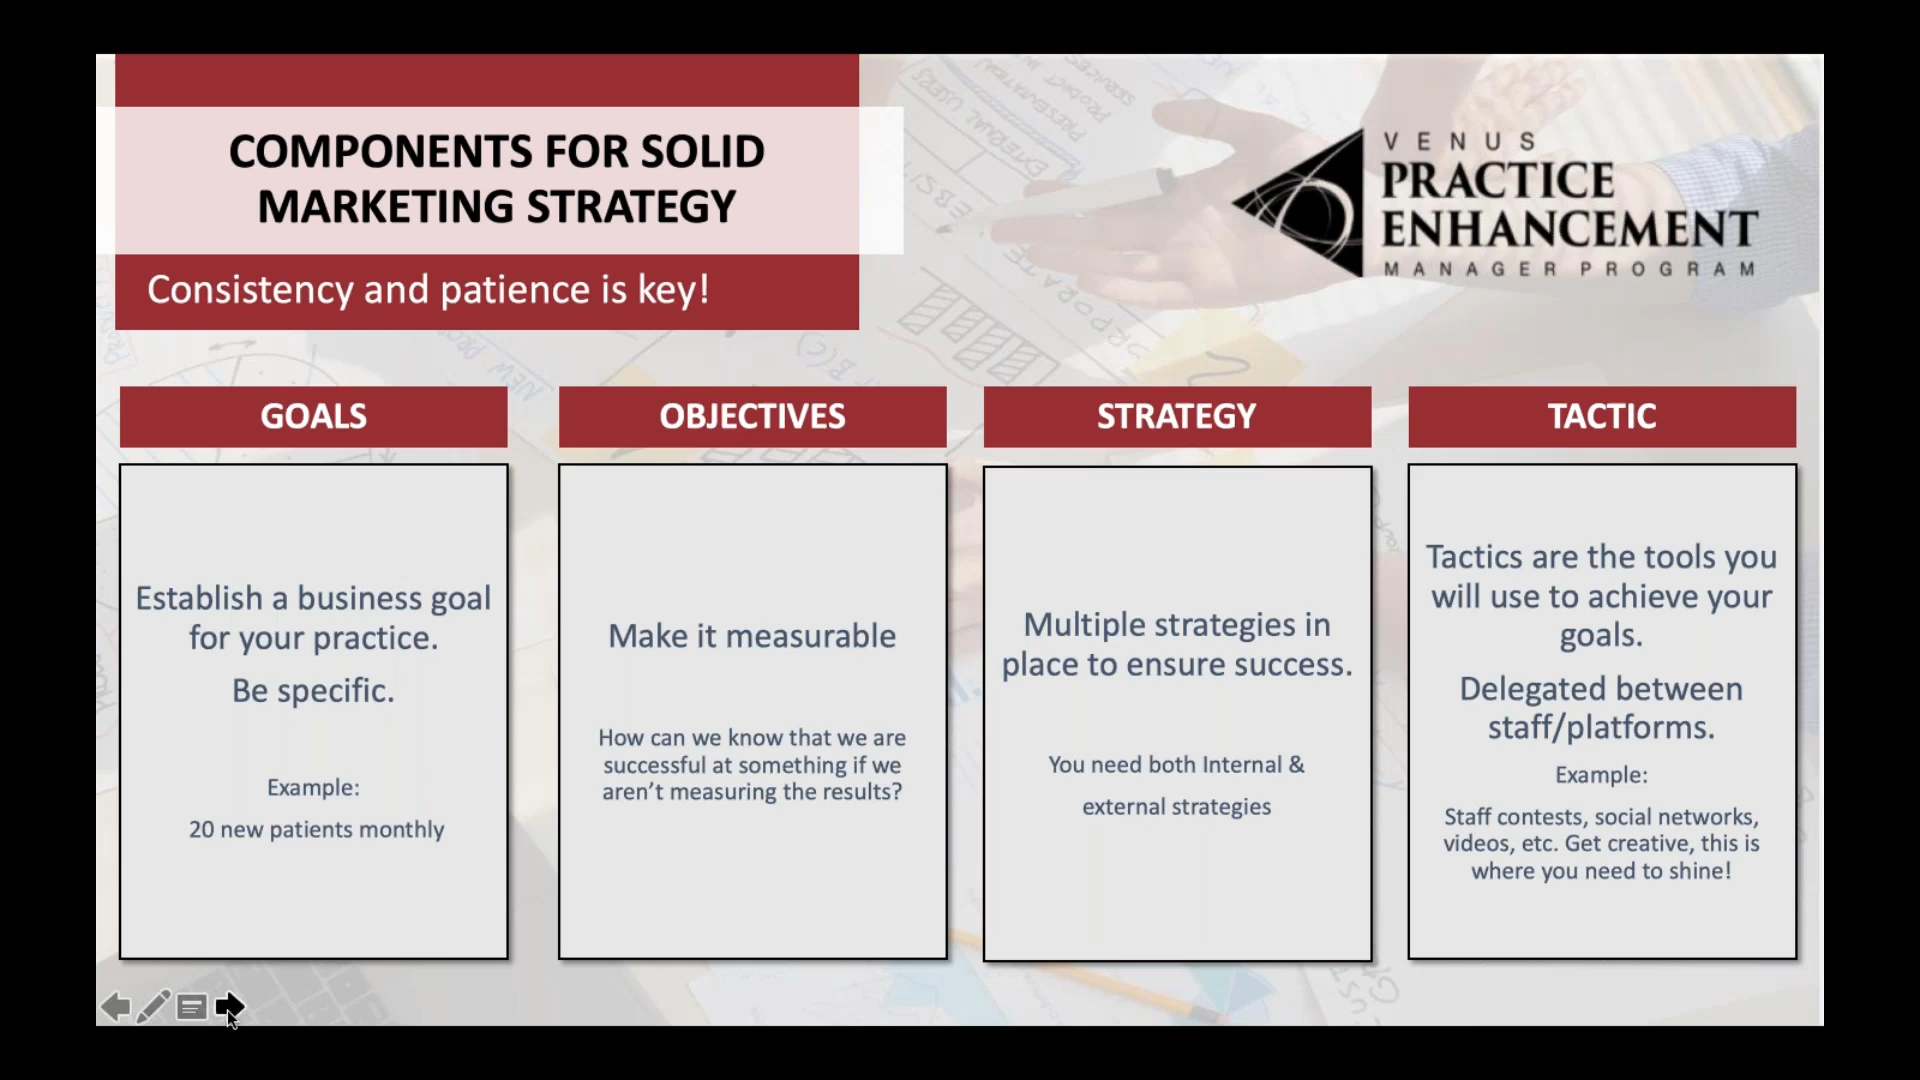 COMPONENTS FOR SOLID
MARKETING STRATEGY
Consistency and patience is key!
VENUS
PRACTICE
ENHANCEMENT
MANAGER PROGRAM
GOALS
Establish a business goal
for your practice.
Be specific.
Example:
20 new patients monthly
OBJECTIVES
Make it measurable
How can we know that we are
successful at something if we
aren’t measuring the results?
STRATEGY
Multiple strategies in
place to ensure success.
You need both Internal &
external strategies
TACTIC
Tactics are the tools you
will use to achieve your
goals.
Delegated between
staff/platforms.
Example:
Staff contests, social networks,
videos, etc. Get creative, this is
where you need to shine!